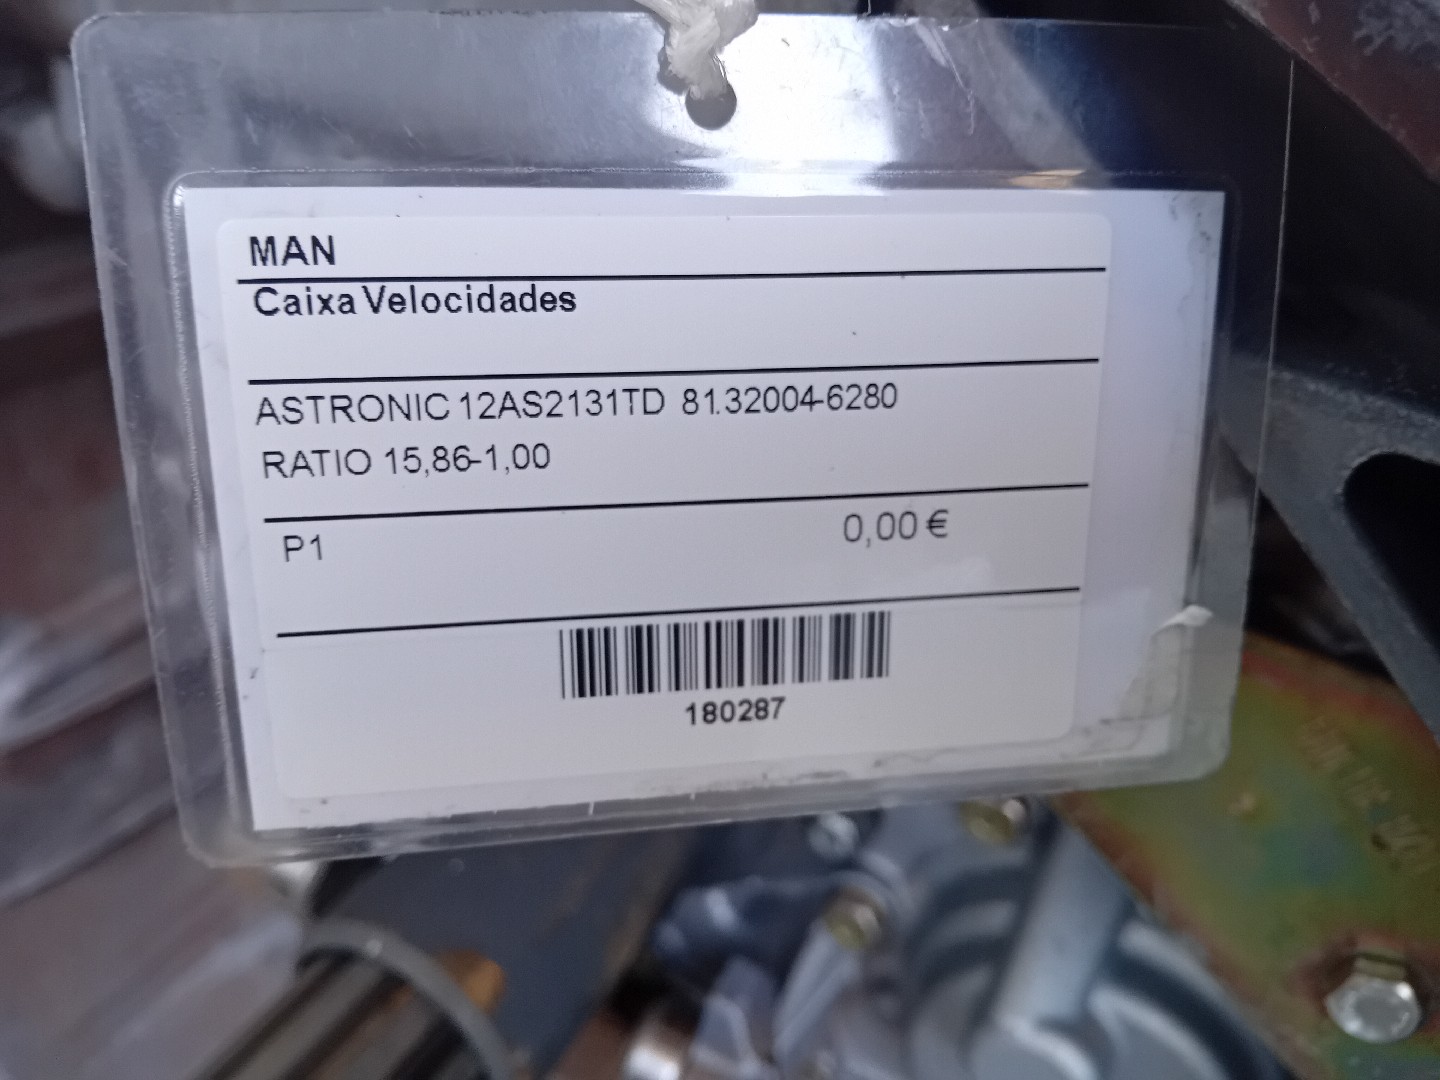 MAN
Caixa Velocidades
ASTRONIC 12AS2131TD 81.32004-6280
RATIO 15,86-1,00
P1 0,00 €
180287